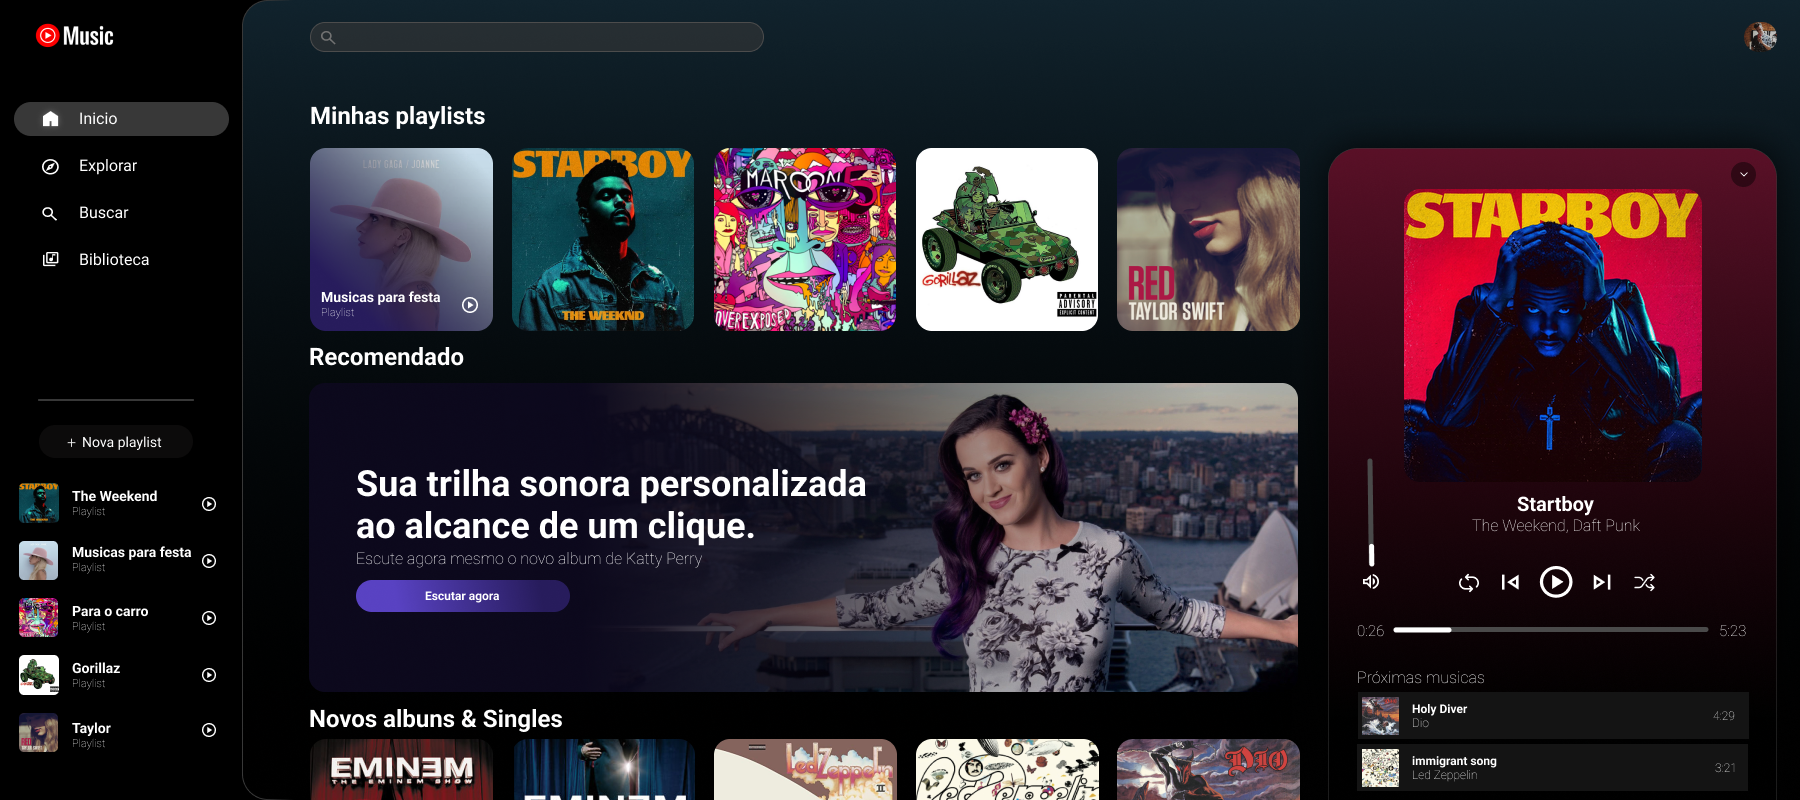 Music
Inicio
Explorar
Buscar
Biblioteca
+ Nova playlist
The Weekend
Playlist
Musicas para festa
Playlist
Para o carro
Playlist
Gorillaz
Playlist
Taylor
Playlist
Minhas playlists
LADY GAGA / JOANNE
Musicas para festa
Playlist
STARBOY
THE WEEKND
MAROON 5
OVEREXPOSED
GORILLAZ
PARENTAL
ADVISORY
EXPLICIT CONTENT
RED
TAYLOR SWIFT
Recomendado
Sua trilha sonora personalizada
ao alcance de um clique.
Escute agora mesmo o novo album de Katty Perry
Escutar agora
Novos albuns & Singles
EMINEM
THE EMINEM SHOW
EMINEM
Led Zeppelin
II
Led Zeppelin
DIO
STARBOY
Startboy
The Weekend, Daft Punk
0:26
5:23
Próximas musicas
Holy Diver
Dio
4:29
immigrant song
Led Zeppelin
3:21